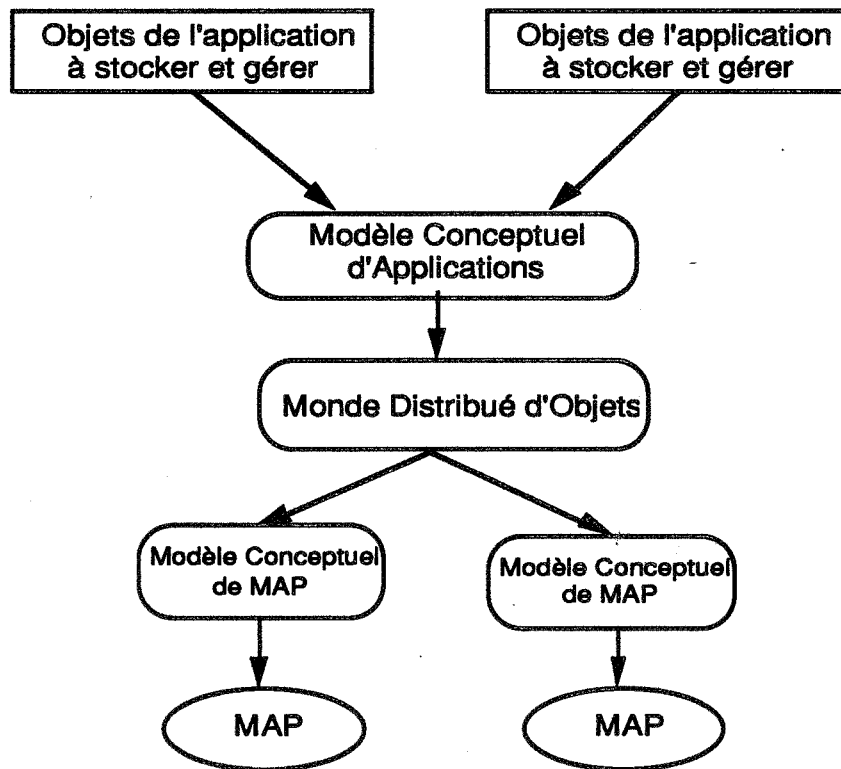 Objets de l'application
à stocker et gérer
Objets de l'application
à stocker et gérer
Modèle Conceptuel
d'Applications
Monde Distribué d'Objets
Modèle Conceptuel
de MAP
Modèle Conceptuel
de MAP
MAP
MAP